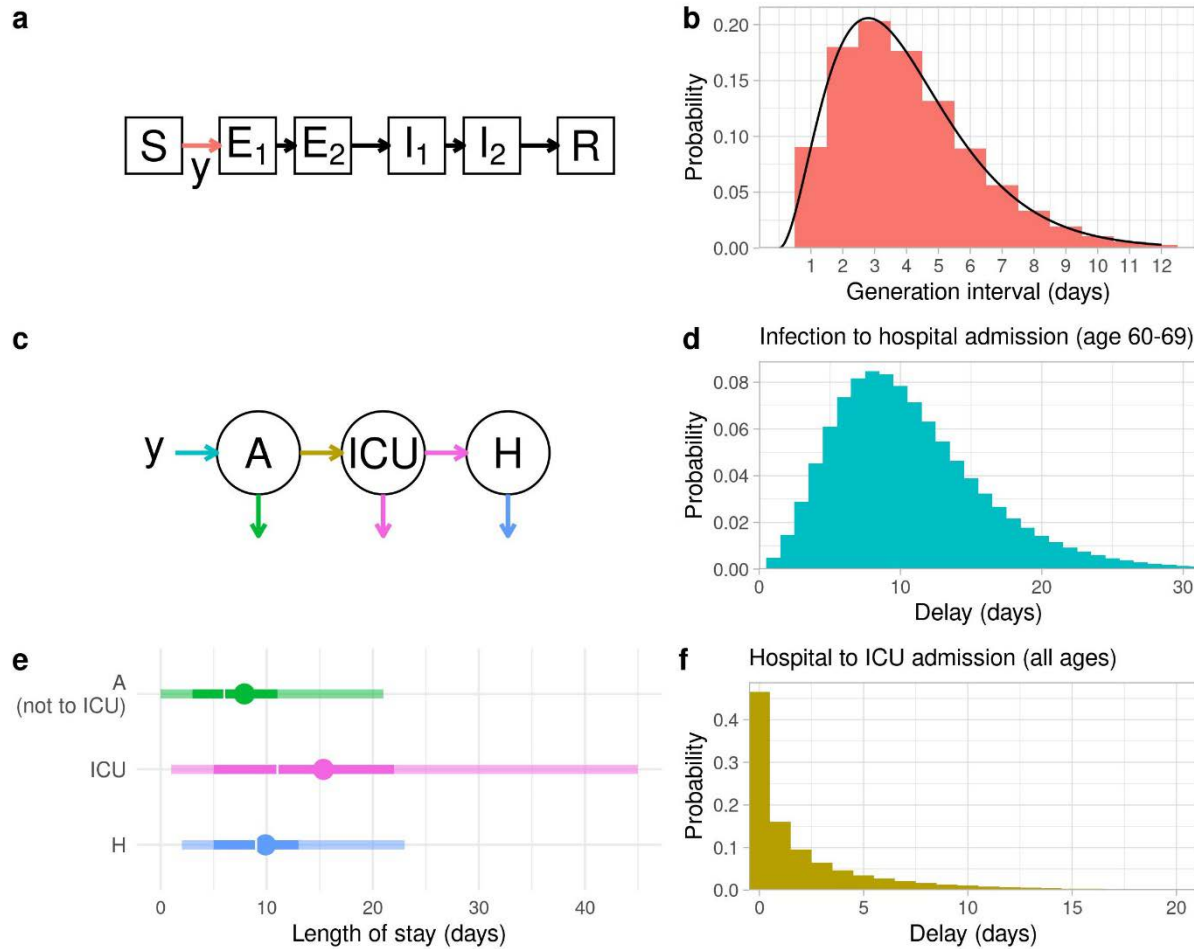 a
S
y
E₁
E₂
I₁
I₂
R
b
0.20
0.15
0.10
0.05
0.00
Probability
1 2 3 4 5 6 7 8 9 10 11 12
Generation interval (days)
c
y
A
ICU
H
d
Infection to hospital admission (age 60-69)
0.08
0.06
0.04
0.02
0.00
Probability
0 10 20 30
Delay (days)
e
A
(not to ICU)
ICU
H
0 10 20 30 40
Length of stay (days)
f
Hospital to ICU admission (all ages)
0.4
0.3
0.2
0.1
0.0
Probability
0 5 10 15 20
Delay (days)